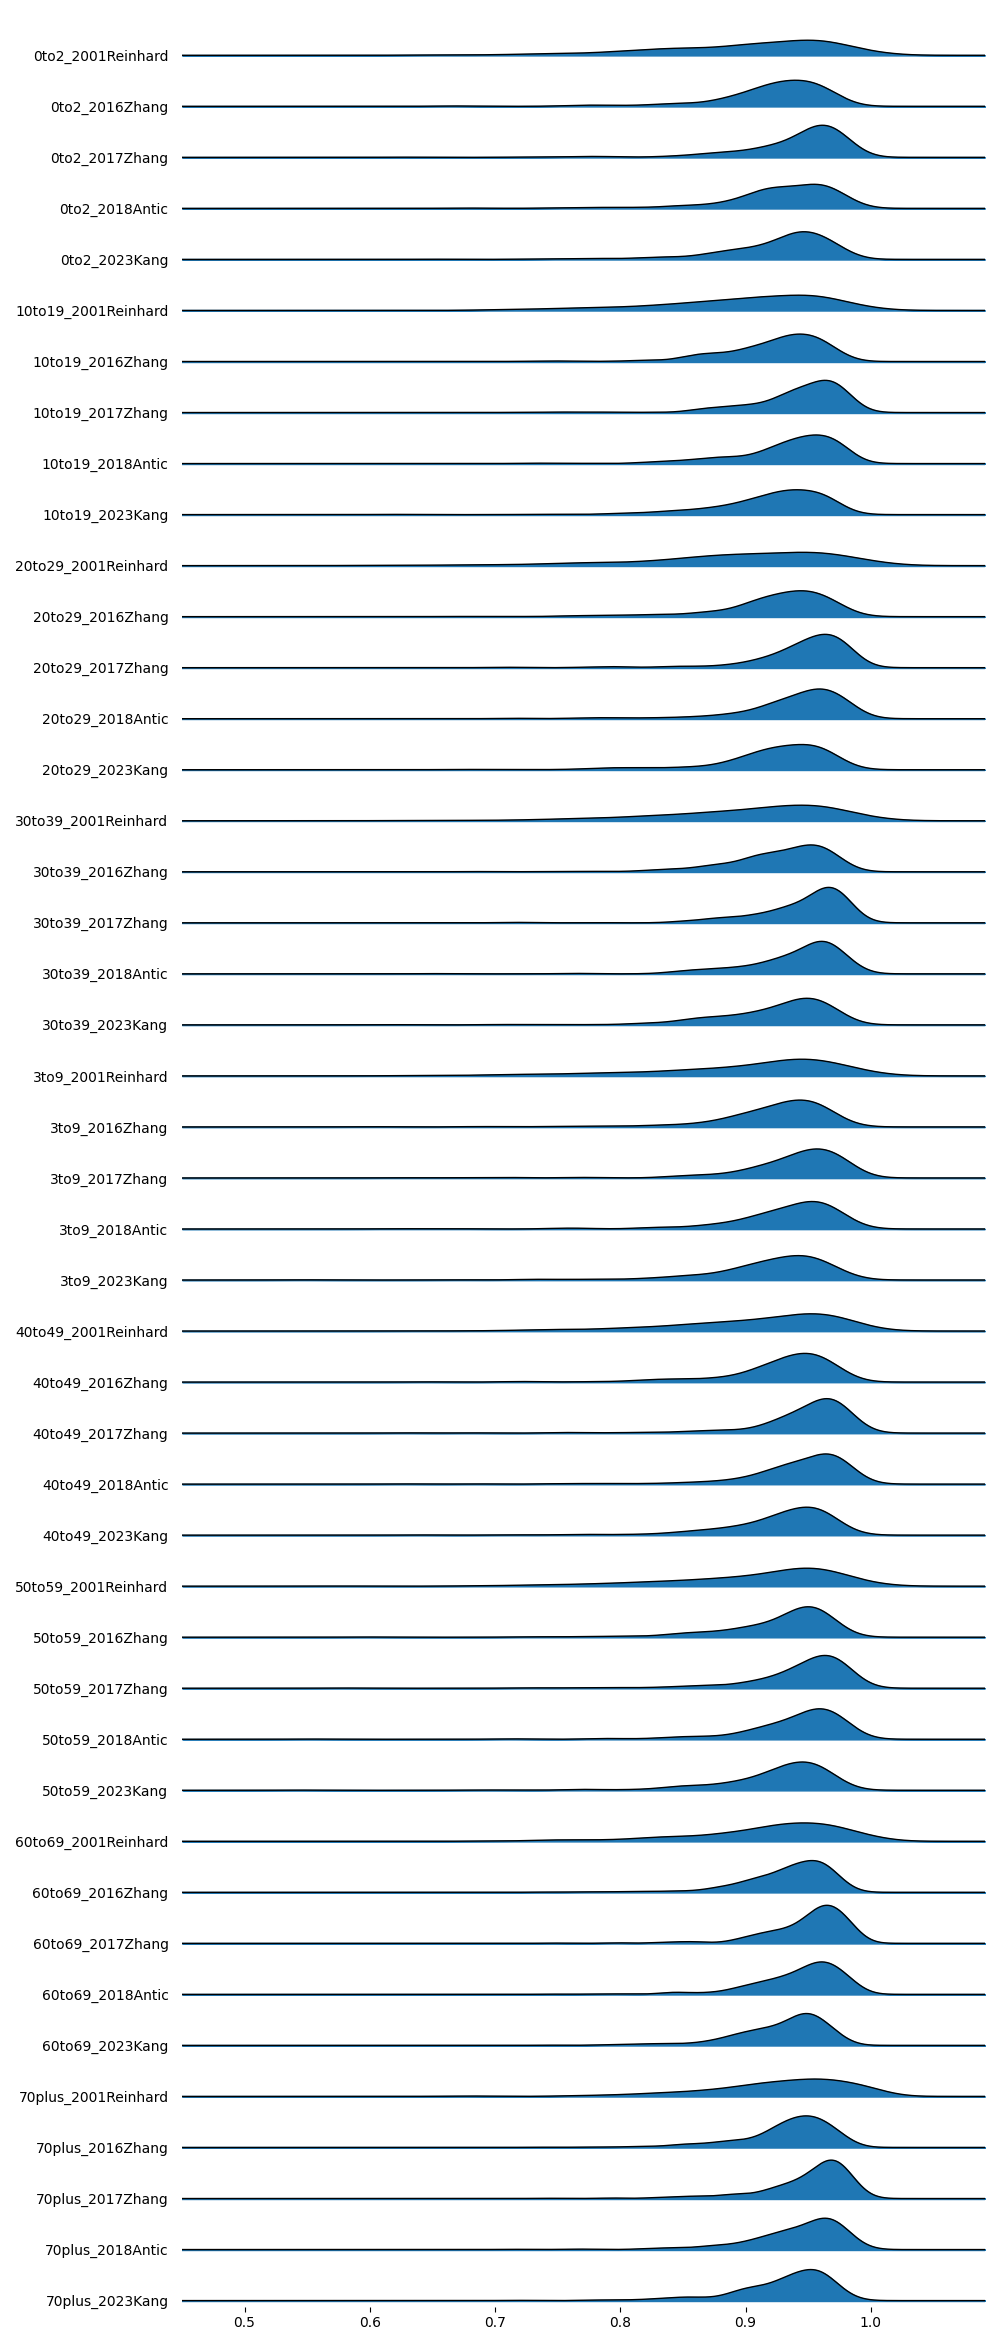 0to2_2001Reinhard
0to2_2016Zhang
0to2_2017Zhang
0to2_2018Antic
0to2_2023Kang
10to19_2001Reinhard
10to19_2016Zhang
10to19_2017Zhang
10to19_2018Antic
10to19_2023Kang
20to29_2001Reinhard
20to29_2016Zhang
20to29_2017Zhang
20to29_2018Antic
20to29_2023Kang
30to39_2001Reinhard
30to39_2016Zhang
30to39_2017Zhang
30to39_2018Antic
30to39_2023Kang
3to9_2001Reinhard
3to9_2016Zhang
3to9_2017Zhang
3to9_2018Antic
3to9_2023Kang
40to49_2001Reinhard
40to49_2016Zhang
40to49_2017Zhang
40to49_2018Antic
40to49_2023Kang
50to59_2001Reinhard
50to59_2016Zhang
50to59_2017Zhang
50to59_2018Antic
50to59_2023Kang
60to69_2001Reinhard
60to69_2016Zhang
60to69_2017Zhang
60to69_2018Antic
60to69_2023Kang
70plus_2001Reinhard
70plus_2016Zhang
70plus_2017Zhang
70plus_2018Antic
70plus_2023Kang
0.5 0.6 0.7 0.8 0.9 1.0